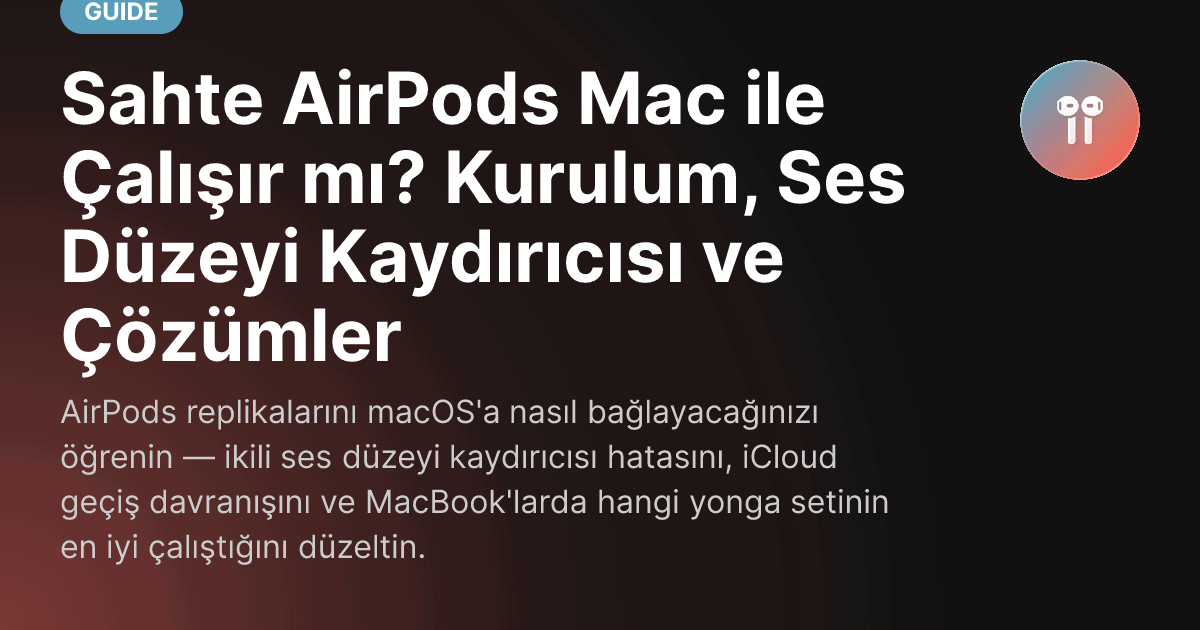 GUIDE
Sahte AirPods Mac ile
Çalışır mı? Kurulum, Ses
Düzeyi Kaydırıcısı ve
Çözümler
AirPods replikalarını macOS'a nasıl bağlayacağınızı
öğrenin — ikili ses düzeyi kaydırıcısı hatasını, iCloud
geçiş davranışını ve MacBook'larda hangi yonga setinin
en iyi çalıştığını düzeltin.